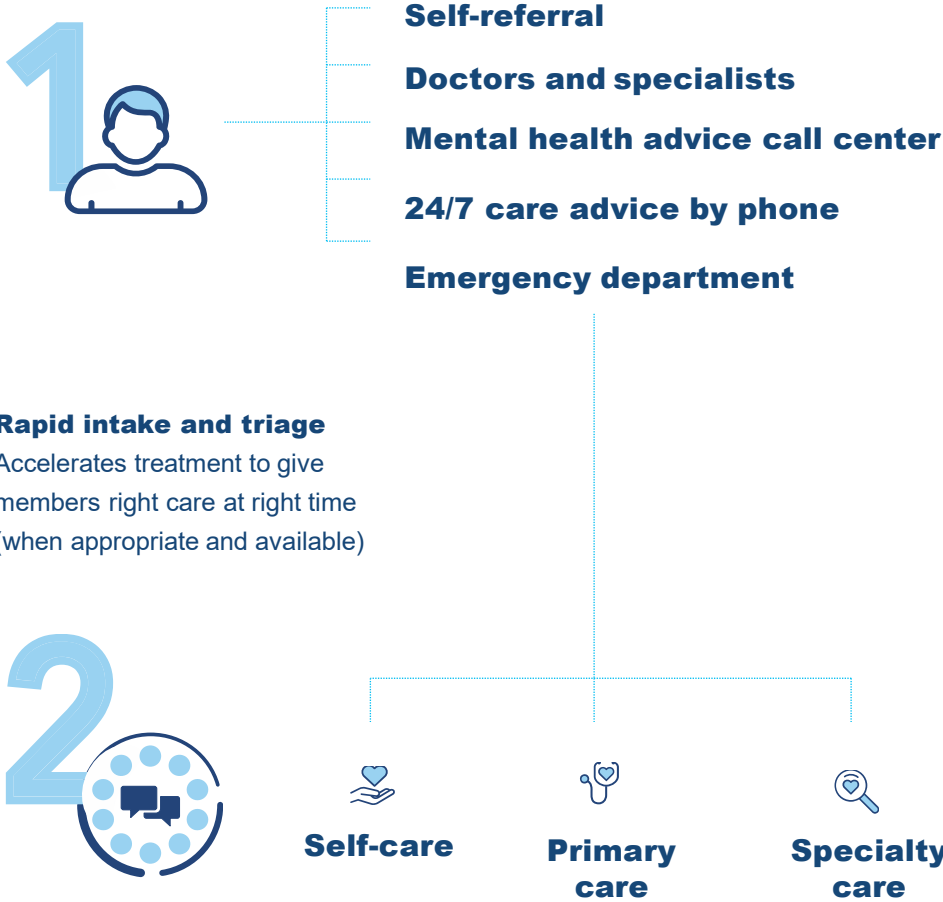 1
Self-referral
Doctors and specialists
Mental health advice call center
24/7 care advice by phone
Emergency department
Rapid intake and triage
Accelerates treatment to give
members right care at right time
(when appropriate and available)
2
Self-care
Primary
care
Specialty
care